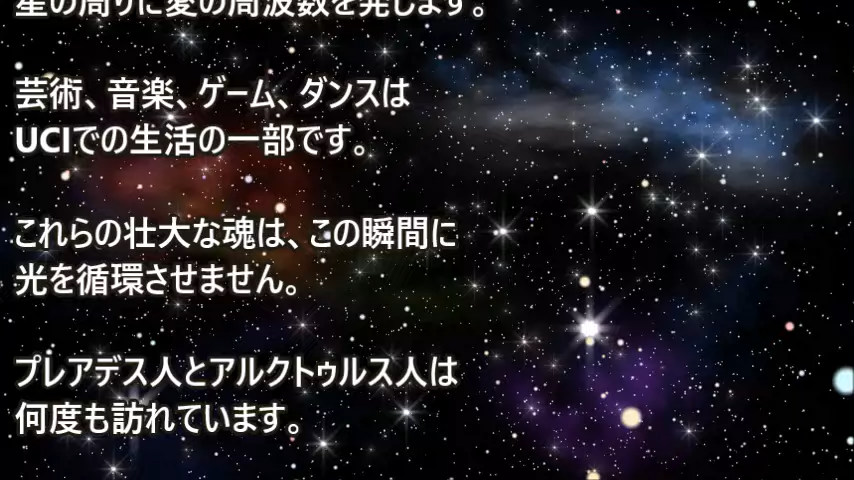 星の周りに愛の周波数を発します。
芸術、音楽、ゲーム、ダンスは
UCIでの生活の一部です。
これらの壮大な魂は、この瞬間に
光を循環させません。
プレアデス人とアルクトゥルス人は
何度も訪れています。